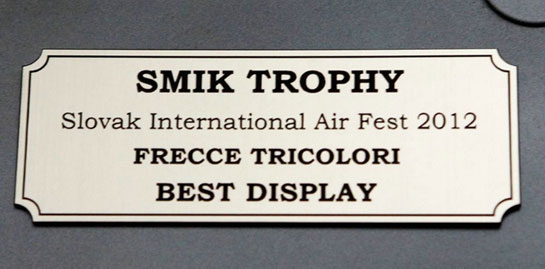 SMIK TROPHY
Slovak International Air Fest 2012
FRECCE TRICOLORI
BEST DISPLAY